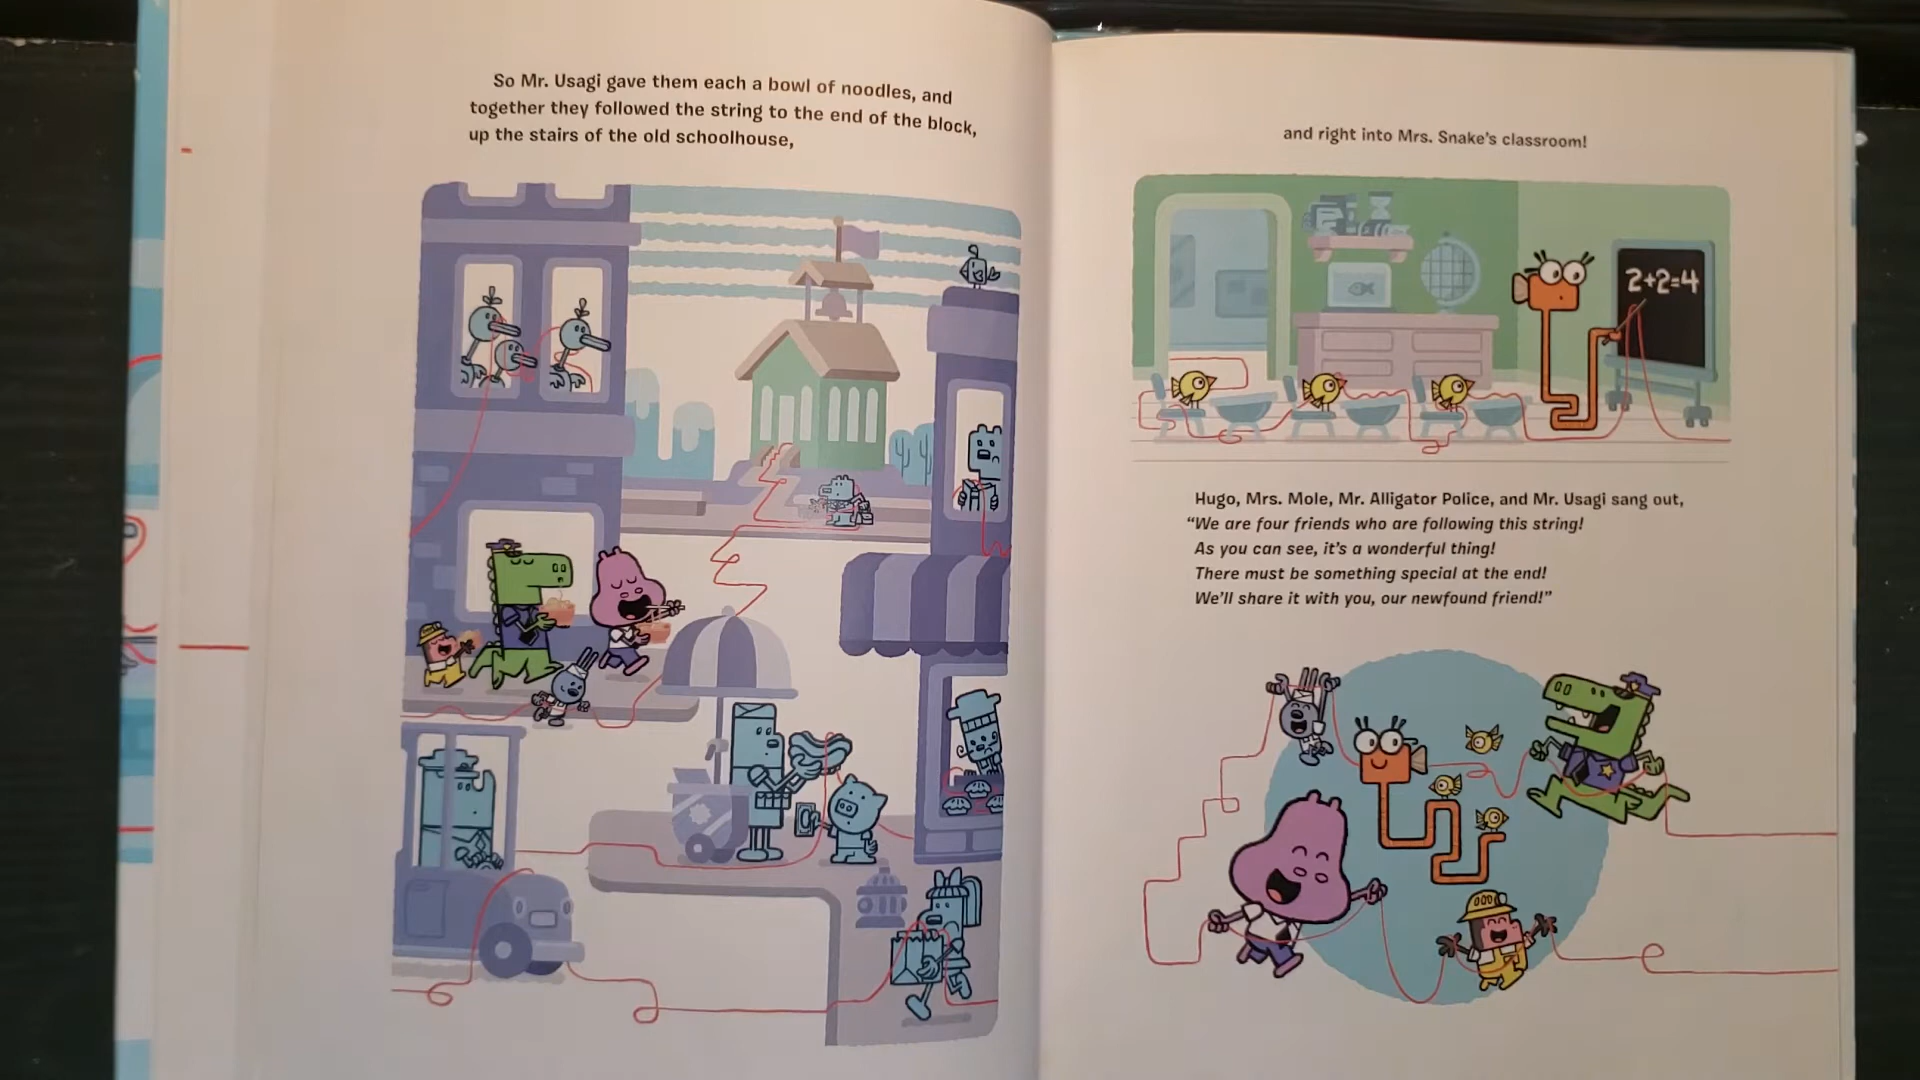 So Mr. Usagi gave them each a bowl of noodles, and
together they followed the string to the end of the block,
up the stairs of the old schoolhouse,
and right into Mrs. Snake's classroom!
2+2=4
Hugo, Mrs. Mole, Mr. Alligator Police, and Mr. Usagi sang out,
“We are four friends who are following this string!
As you can see, it's a wonderful thing!
There must be something special at the end!
We'll share it with you, our newfound friend!”